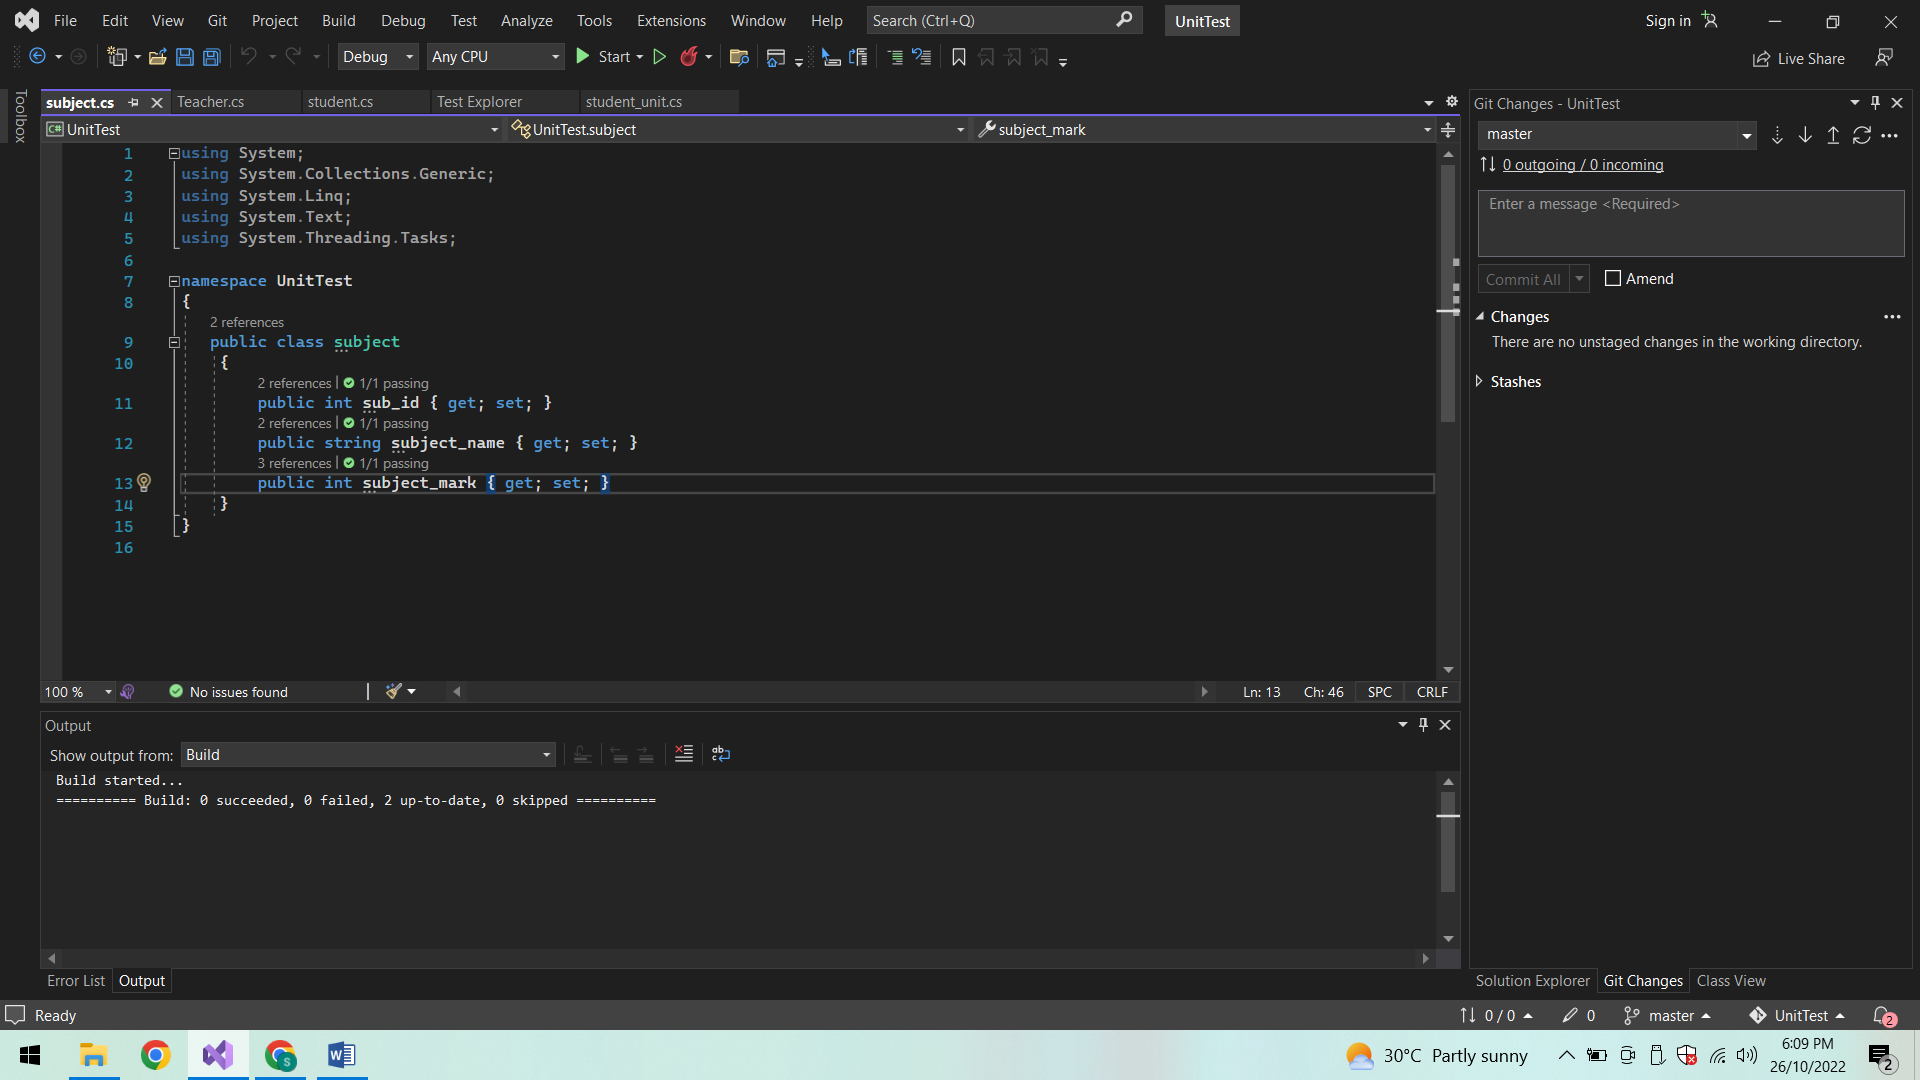 File Edit View Git Project Build Debug Test Analyze Tools Extensions Window Help Search (Ctrl+Q) UnitTest Sign in
Debug Any CPU Start Live Share
Toolbox
subject.cs Teacher.cs student.cs Test Explorer student_unit.cs
C# UnitTest UnitTest.subject subject_mark
1 using System;
2 using System.Collections.Generic;
3 using System.Linq;
4 using System.Text;
5 using System.Threading.Tasks;
6
7 namespace UnitTest
8 {
2 references
9 public class subject
10 {
2 references | 1/1 passing
11 public int sub_id { get; set; }
2 references | 1/1 passing
12 public string subject_name { get; set; }
3 references | 1/1 passing
13 public int subject_mark { get; set; }
14 }
15 }
16
100 % No issues found Ln: 13 Ch: 46 SPC CRLF
Output
Show output from: Build
Build started...
========== Build: 0 succeeded, 0 failed, 2 up-to-date, 0 skipped ==========
Error List Output
Git Changes - UnitTest
master
0 outgoing / 0 incoming
Enter a message <Required>
Commit All Amend
Changes
There are no unstaged changes in the working directory.
Stashes
Solution Explorer Git Changes Class View
Ready 0 / 0 0 master UnitTest 2
S 30°C Partly sunny 6:09 PM
26/10/2022 2